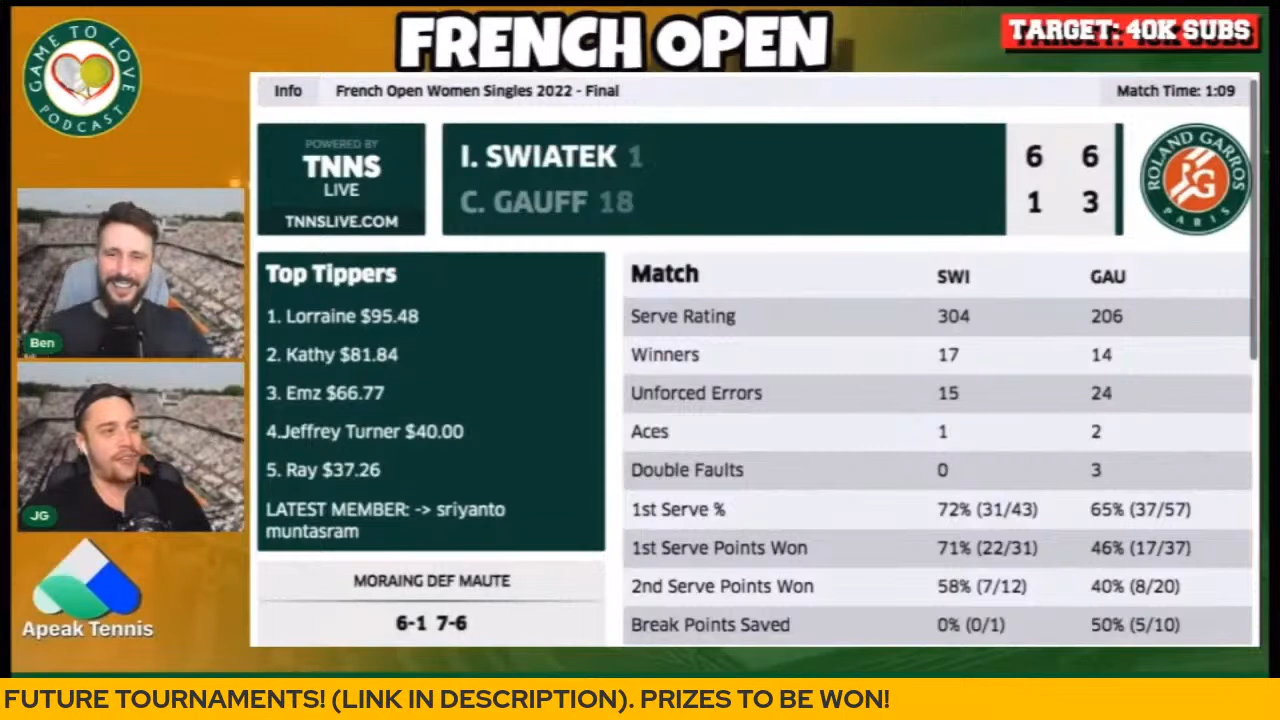 GAME TO LOVE
PODCAST
FRENCH OPEN
TARGET: 40K SUBS
Info
French Open Women Singles 2022 - Final
Match Time: 1:09
POWERED BY
TNNS
LIVE
TNNSLIVE.COM
I. SWIATEK 1
6 6
C. GAUFF 18
1 3
ROLAND GARROS
RG
PARIS
Ben
JG
Apeak Tennis
Top Tippers
1. Lorraine $95.48
2. Kathy $81.84
3. Emz $66.77
4.Jeffrey Turner $40.00
5. Ray $37.26
LATEST MEMBER: -> sriyanto
muntasram
MORAING DEF MAUTE
6-1 7-6
Match SWI GAU
Serve Rating 304 206
Winners 17 14
Unforced Errors 15 24
Aces 1 2
Double Faults 0 3
1st Serve % 72% (31/43) 65% (37/57)
1st Serve Points Won 71% (22/31) 46% (17/37)
2nd Serve Points Won 58% (7/12) 40% (8/20)
Break Points Saved 0% (0/1) 50% (5/10)
FUTURE TOURNAMENTS! (LINK IN DESCRIPTION). PRIZES TO BE WON!